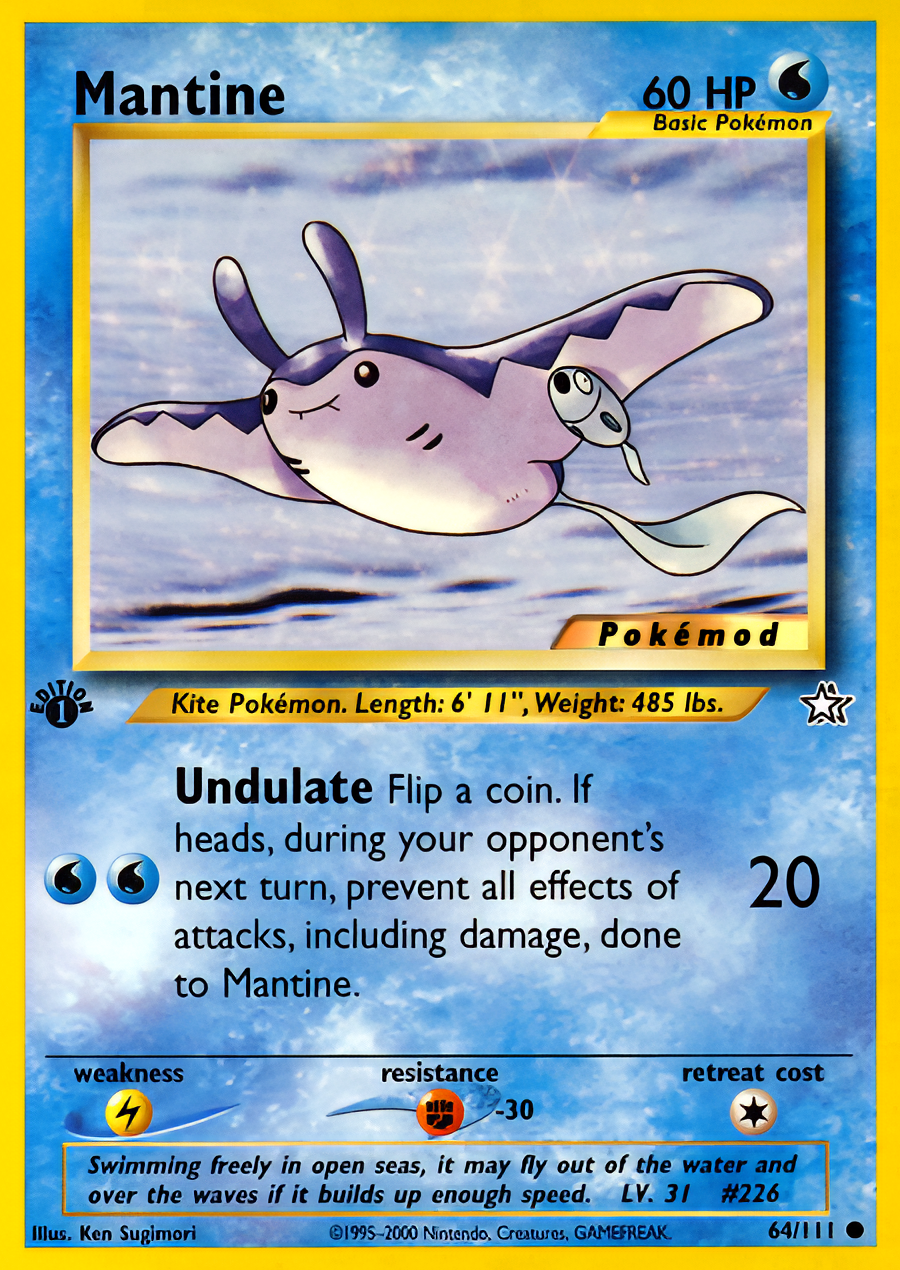 Mantine
60 HP
Basic Pokémon
Pokémod
EDITION
1
Kite Pokémon. Length: 6' 11", Weight: 485 lbs.
Undulate Flip a coin. If
heads, during your opponent's
next turn, prevent all effects of
attacks, including damage, done
to Mantine.
20
weakness
resistance
retreat cost
-30
Swimming freely in open seas, it may fly out of the water and
over the waves if it builds up enough speed. LV. 31 #226
Illus. Ken Sugimori
©1995-2000 Nintendo, Creatures, GAMEFREAK.
64/111